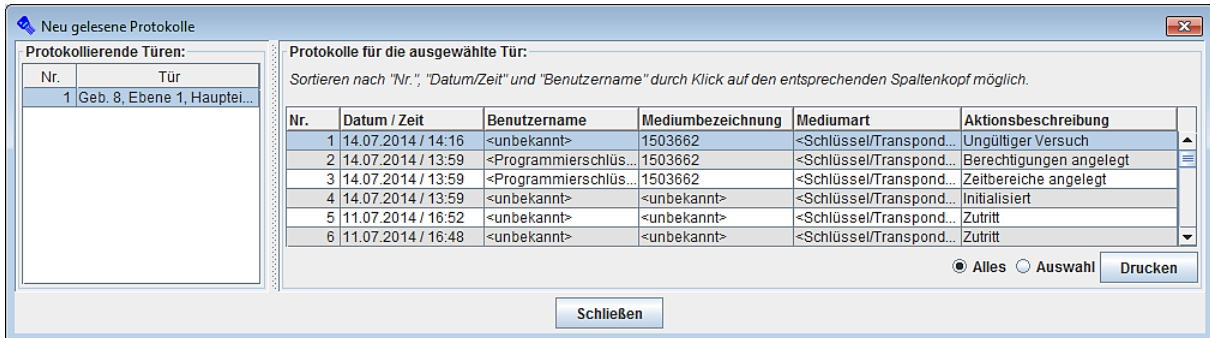 Neu gelesene Protokolle
Protokollierende Türen:
Nr. Tür
1 Geb. 8, Ebene 1, Hauptei...
Protokolle für die ausgewählte Tür:
Sortieren nach "Nr.", "Datum/Zeit" und "Benutzername" durch Klick auf den entsprechenden Spaltenkopf möglich.
Nr. Datum / Zeit Benutzername Mediumbezeichnung Mediumart Aktionsbeschreibung
1 14.07.2014 / 14:16 <unbekannt> 1503662 <Schlüssel/Transpond... Ungültiger Versuch
2 14.07.2014 / 13:59 <Programmierschlüs... 1503662 <Schlüssel/Transpond... Berechtigungen angelegt
3 14.07.2014 / 13:59 <Programmierschlüs... 1503662 <Schlüssel/Transpond... Zeitbereiche angelegt
4 14.07.2014 / 13:59 <unbekannt> <unbekannt> <Schlüssel/Transpond... Initialisiert
5 11.07.2014 / 16:52 <unbekannt> <unbekannt> <Schlüssel/Transpond... Zutritt
6 11.07.2014 / 16:48 <unbekannt> <unbekannt> <Schlüssel/Transpond... Zutritt
Alles Auswahl Drucken
Schließen